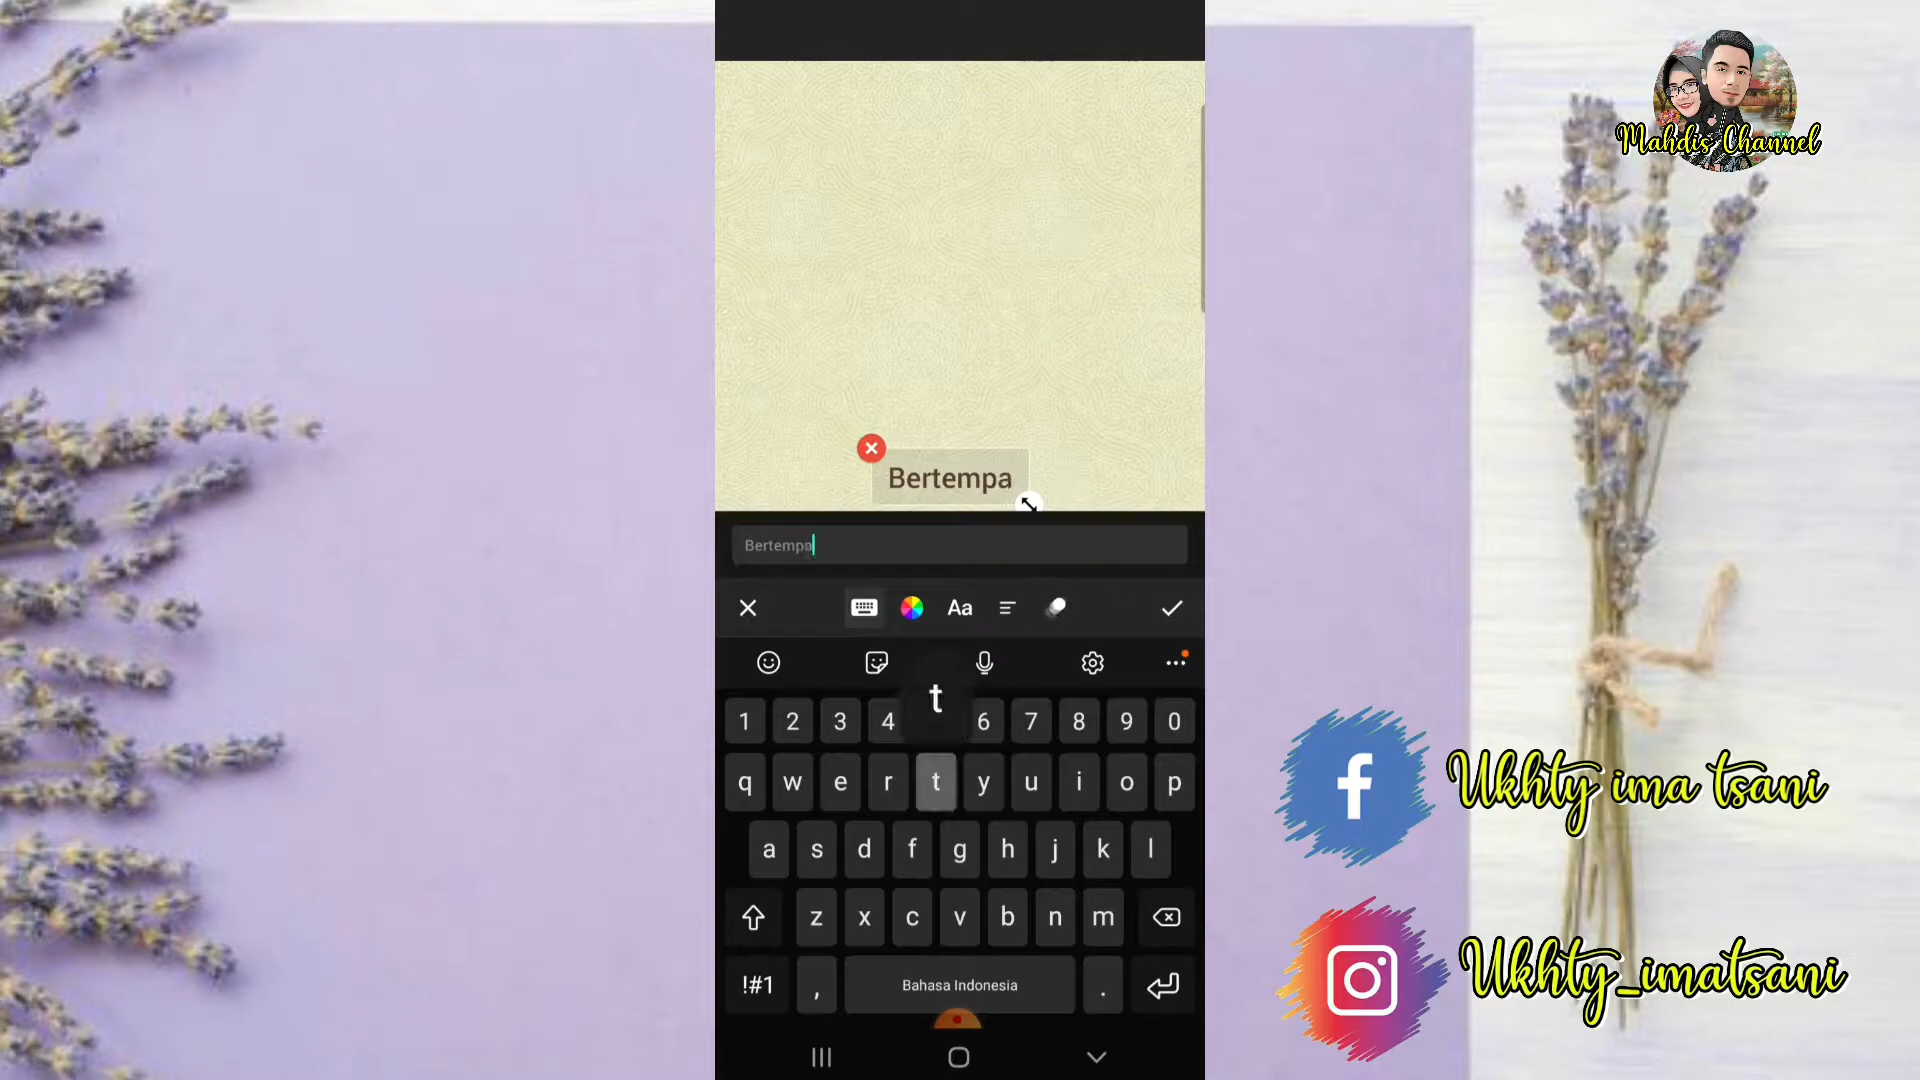 Mahdis Channel
Bertempa
Bertempa
Aa
t
1 2 3 4 6 7 8 9 0
q w e r t y u i o p
a s d f g h j k l
z x c v b n m
!#1 , Bahasa Indonesia .
Ukhty ima tsani
Ukhty_imatsani